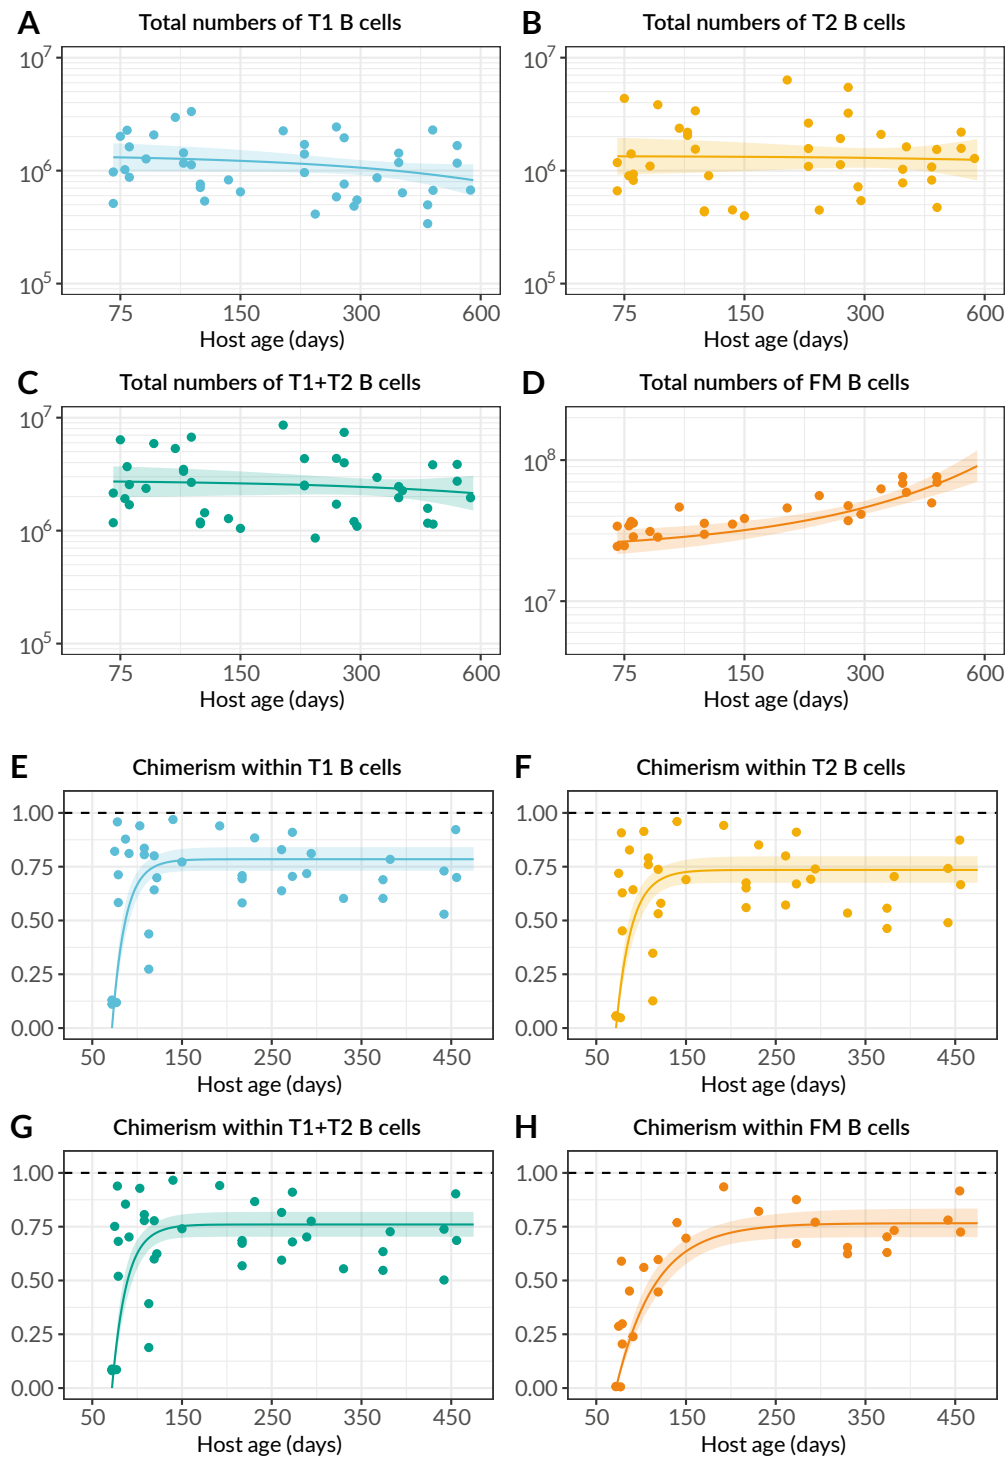 A Total numbers of T1 B cells
B Total numbers of T2 B cells
10^7
10^6
10^5
75 150 300 600
Host age (days)
10^7
10^6
10^5
75 150 300 600
Host age (days)
C Total numbers of T1+T2 B cells
D Total numbers of FM B cells
10^7
10^6
10^5
75 150 300 600
Host age (days)
10^8
10^7
75 150 300 600
Host age (days)
E Chimerism within T1 B cells
F Chimerism within T2 B cells
1.00
0.75
0.50
0.25
0.00
50 150 250 350 450
Host age (days)
1.00
0.75
0.50
0.25
0.00
50 150 250 350 450
Host age (days)
G Chimerism within T1+T2 B cells
H Chimerism within FM B cells
1.00
0.75
0.50
0.25
0.00
50 150 250 350 450
Host age (days)
1.00
0.75
0.50
0.25
0.00
50 150 250 350 450
Host age (days)